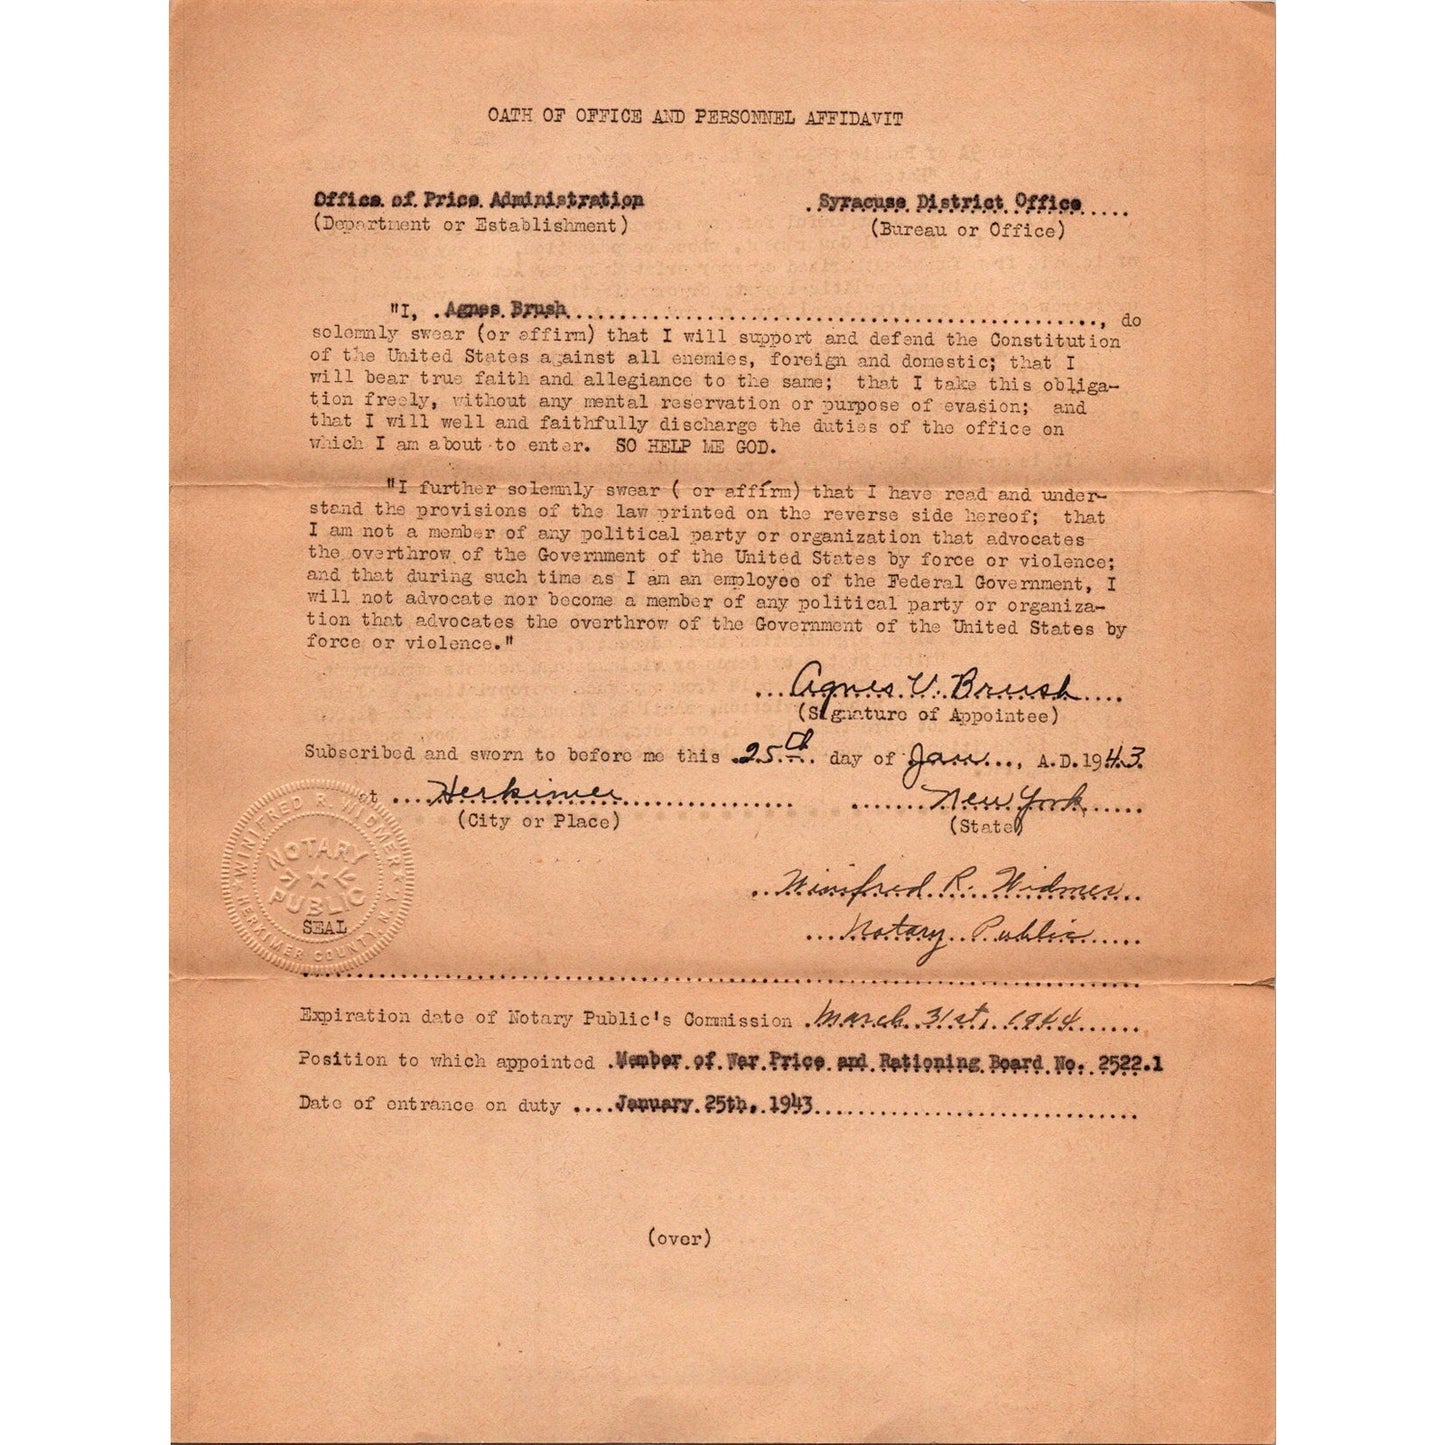 OATH OF OFFICE AND PERSONNEL AFFIDAVIT
Office of Price Administration
. Syracuse District Office.....
(Department or Establishment)
(Bureau or Office)
"I, .Agnes Brush................................................., do
solemnly swear (or affirm) that I will support and defend the Constitution
of the United States against all enemies, foreign and domestic; that I
will bear true faith and allegiance to the same; that I take this obliga-
tion freely, without any mental reservation or purpose of evasion; and
that I will well and faithfully discharge the duties of the office on
which I am about to enter. SO HELP ME GOD.
"I further solemnly swear ( or affirm) that I have read and under-
stand the provisions of the law printed on the reverse side hereof; that
I am not a member of any political party or organization that advocates
the overthrow of the Government of the United States by force or violence;
and that during such time as I am an employee of the Federal Government, I
will not advocate nor become a member of any political party or organiza-
tion that advocates the overthrow of the Government of the United States by
force or violence."
...Agnes V. Brush....
(Signature of Appointee)
Subscribed and sworn to before me this .25th. day of Jan...., A.D.1943.
at ....Herkimer................ .......New York......
(City or Place)
(State)
..Winifred R. Widmer..
....Notary Public......
WINIFRED R. WIDMER
NOTARY PUBLIC
HERKIMER COUNTY, N.Y.
SEAL
Expiration date of Notary Public's Commission .March 31st, 1944......
Position to which appointed .Member of War Price and Rationing Board No. 2522.1
Date of entrance on duty ....January 25th, 1943..............................
(over)